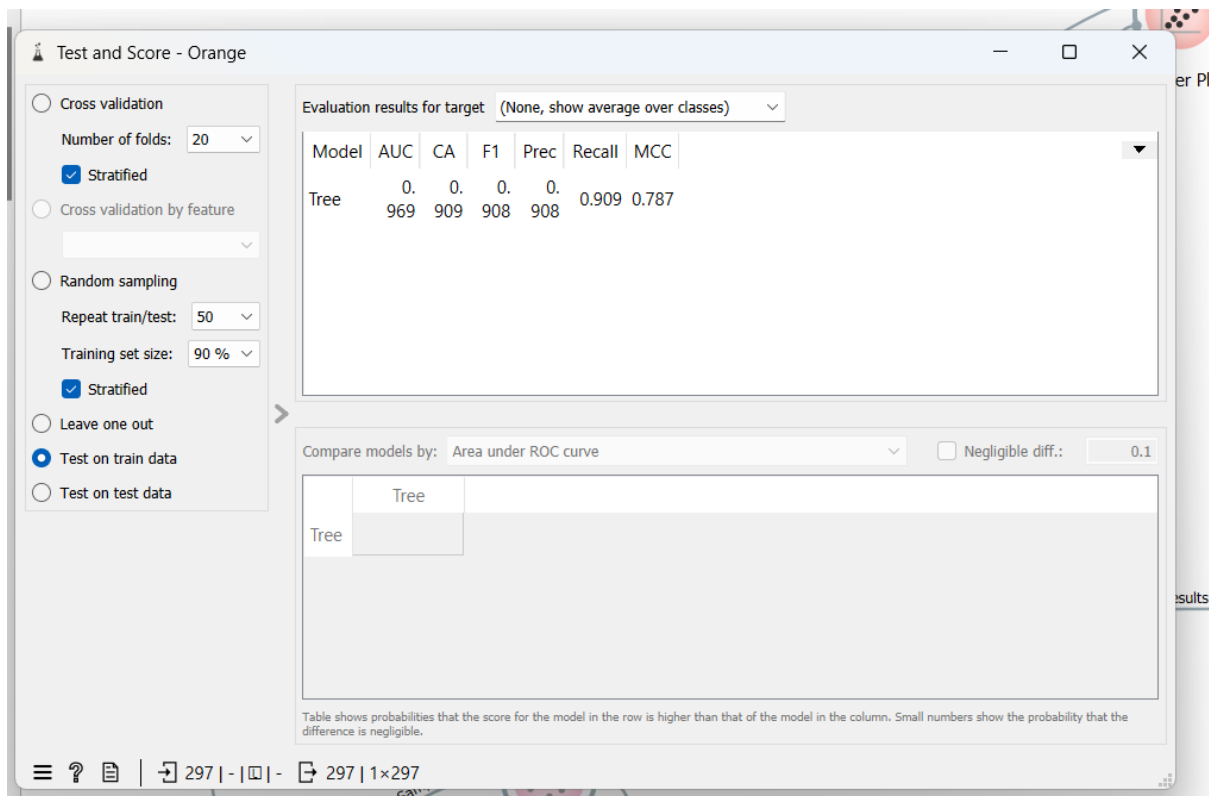 Test and Score - Orange
er Pl
Cross validation
Number of folds: 20
Stratified
Cross validation by feature
Random sampling
Repeat train/test: 50
Training set size: 90 %
Stratified
Leave one out
Test on train data
Test on test data
Evaluation results for target (None, show average over classes)
Model AUC CA F1 Prec Recall MCC
Tree 0.969 0.909 0.908 0.908 0.909 0.787
Compare models by: Area under ROC curve Negligible diff.: 0.1
Tree
Tree
esults
Table shows probabilities that the score for the model in the row is higher than that of the model in the column. Small numbers show the probability that the
difference is negligible.
297 | - | - 297 | 1×297